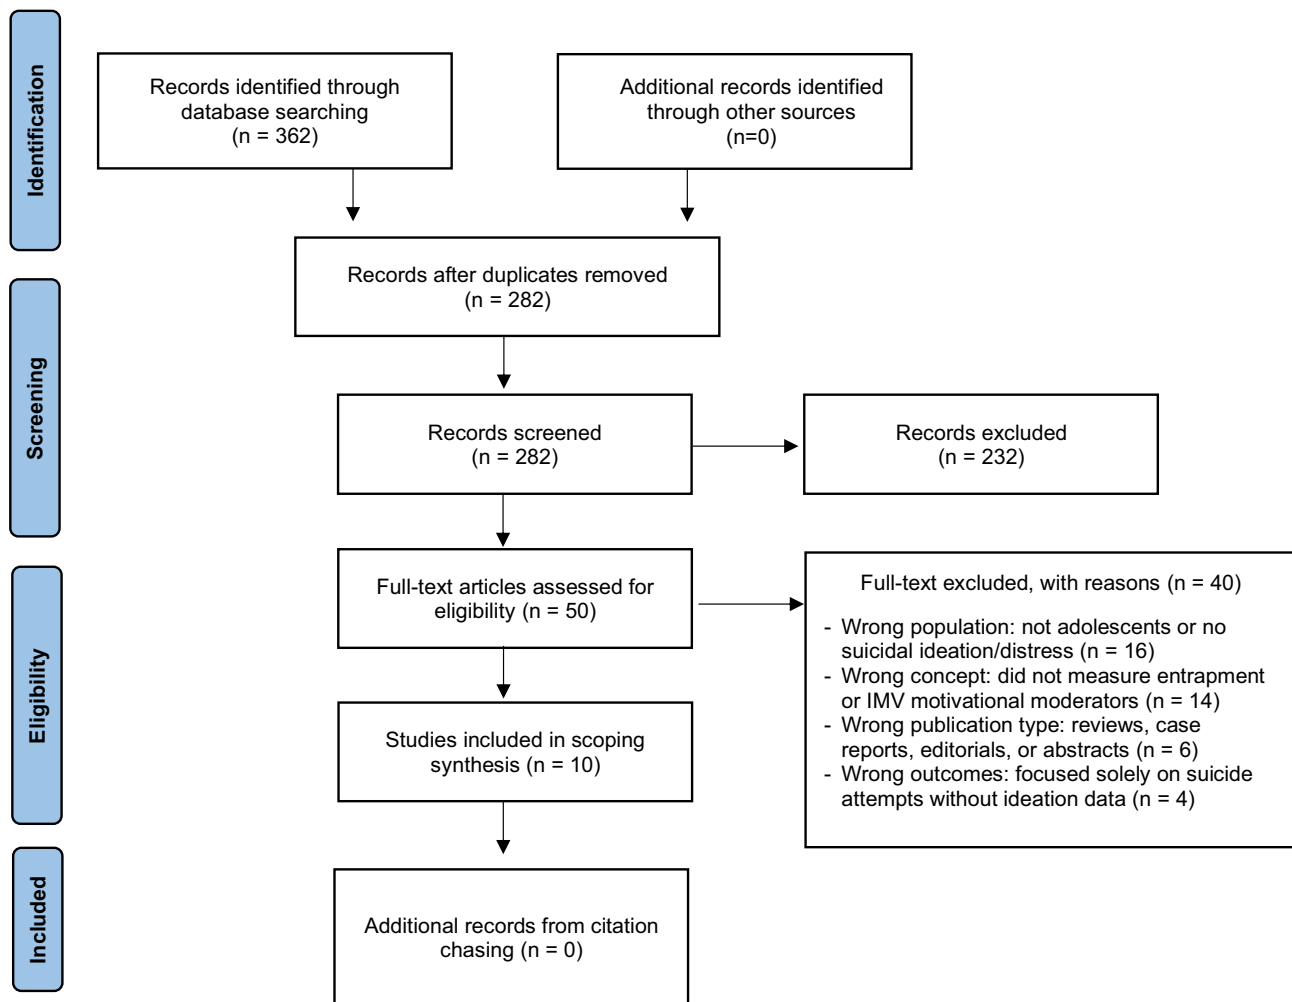 Identification
Records identified through
database searching
(n = 362)
Additional records identified
through other sources
(n=0)
Records after duplicates removed
(n = 282)
Screening
Records screened
(n = 282)
Records excluded
(n = 232)
Eligibility
Full-text articles assessed for
eligibility (n = 50)
Full-text excluded, with reasons (n = 40)
- Wrong population: not adolescents or no
suicidal ideation/distress (n = 16)
- Wrong concept: did not measure entrapment
or IMV motivational moderators (n = 14)
- Wrong publication type: reviews, case
reports, editorials, or abstracts (n = 6)
- Wrong outcomes: focused solely on suicide
attempts without ideation data (n = 4)
Studies included in scoping
synthesis (n = 10)
Included
Additional records from citation
chasing (n = 0)